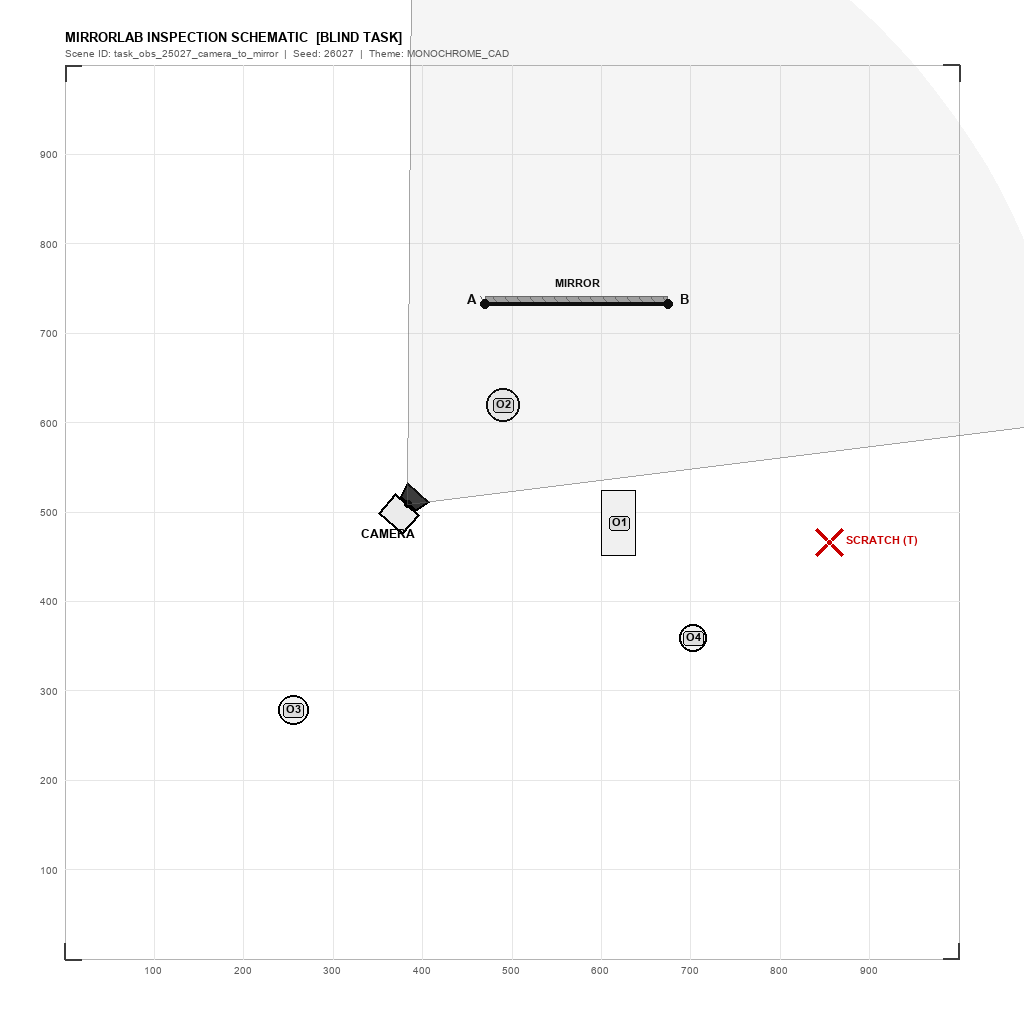 MIRRORLAB INSPECTION SCHEMATIC [BLIND TASK]
Scene ID: task_obs_25027_camera_to_mirror | Seed: 26027 | Theme: MONOCHROME_CAD
900
800
MIRROR
A
B
700
O2
600
500
O1
CAMERA
SCRATCH (T)
400
O4
300
O3
200
100
100 200 300 400 500 600 700 800 900